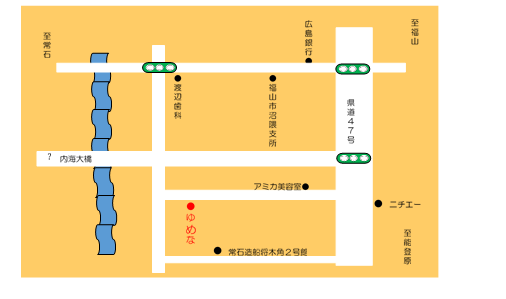 至常石
広島銀行
至福山
渡辺歯科
福山市沼隈支所
県道47号
? 内海大橋
アミカ美容室
ゆめな
ニチエー
至能登原
常石造船将木角2号館